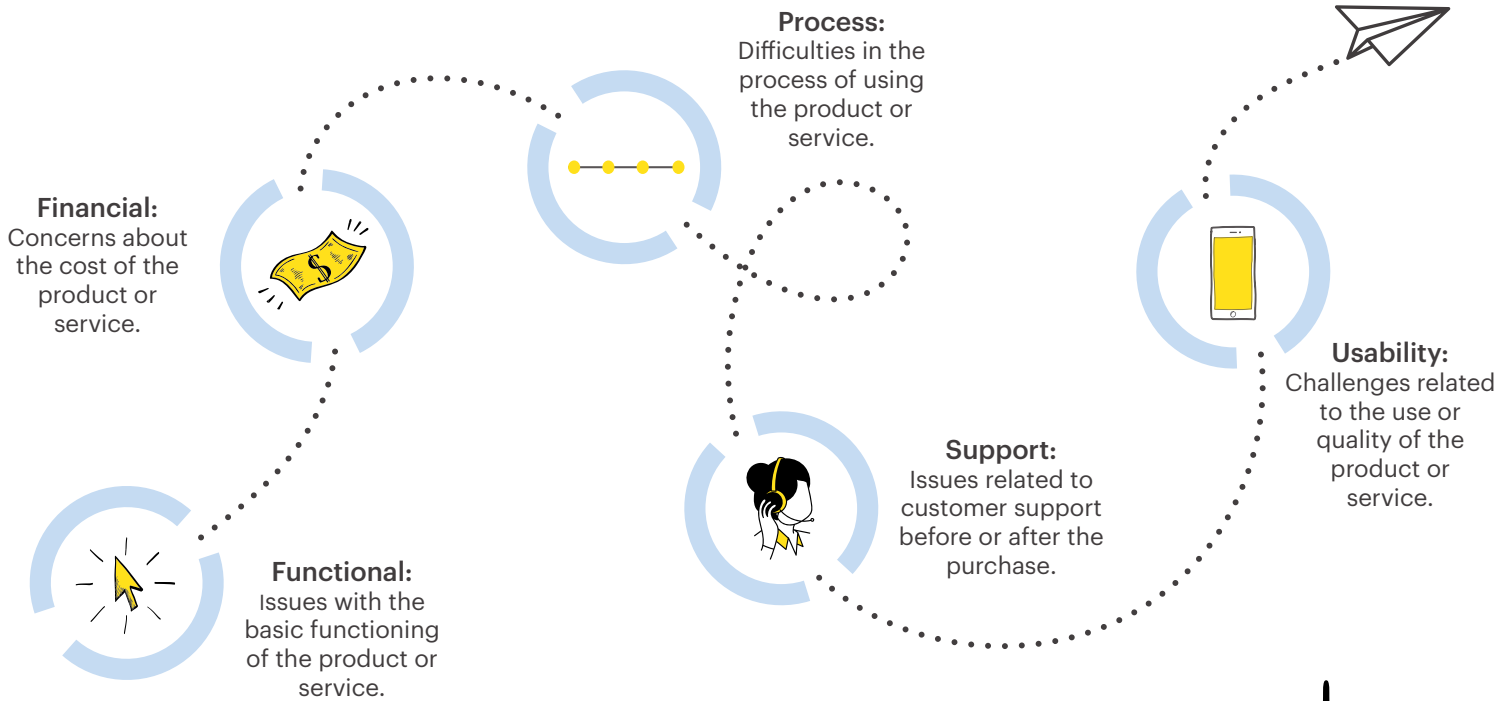 Process:
Difficulties in the
process of using
the product or
service.
Financial:
Concerns about
the cost of the
product or
service.
Usability:
Challenges related
to the use or
quality of the
product or
service.
Support:
Issues related to
customer support
before or after the
purchase.
Functional:
Issues with the
basic functioning
of the product or
service.
$